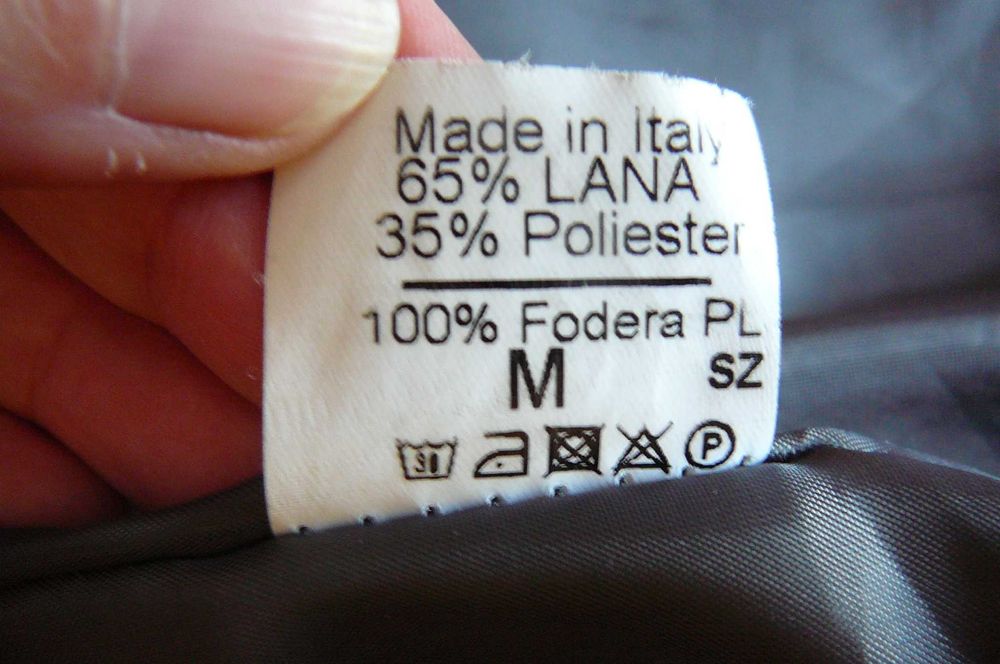 Made in Italy
65% LANA
35% Poliester
100% Fodera PL
M SZ
30
P